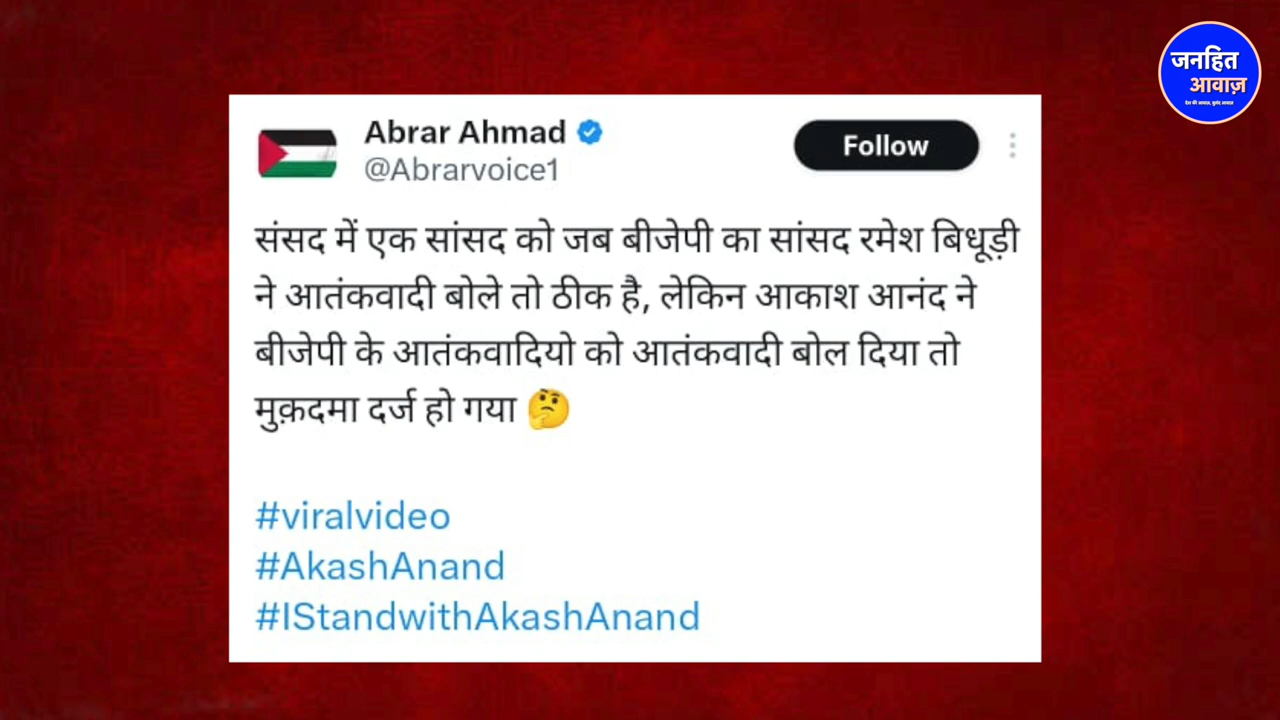 जनहित
आवाज़
Abrar Ahmad
Follow
@Abrarvoice1
संसद में एक सांसद को जब बीजेपी का सांसद रमेश बिधूड़ी
ने आतंकवादी बोले तो ठीक है, लेकिन आकाश आनंद ने
बीजेपी के आतंकवादियो को आतंकवादी बोल दिया तो
मुक़दमा दर्ज हो गया 🤔
#viralvideo
#AkashAnand
#IStandwithAkashAnand